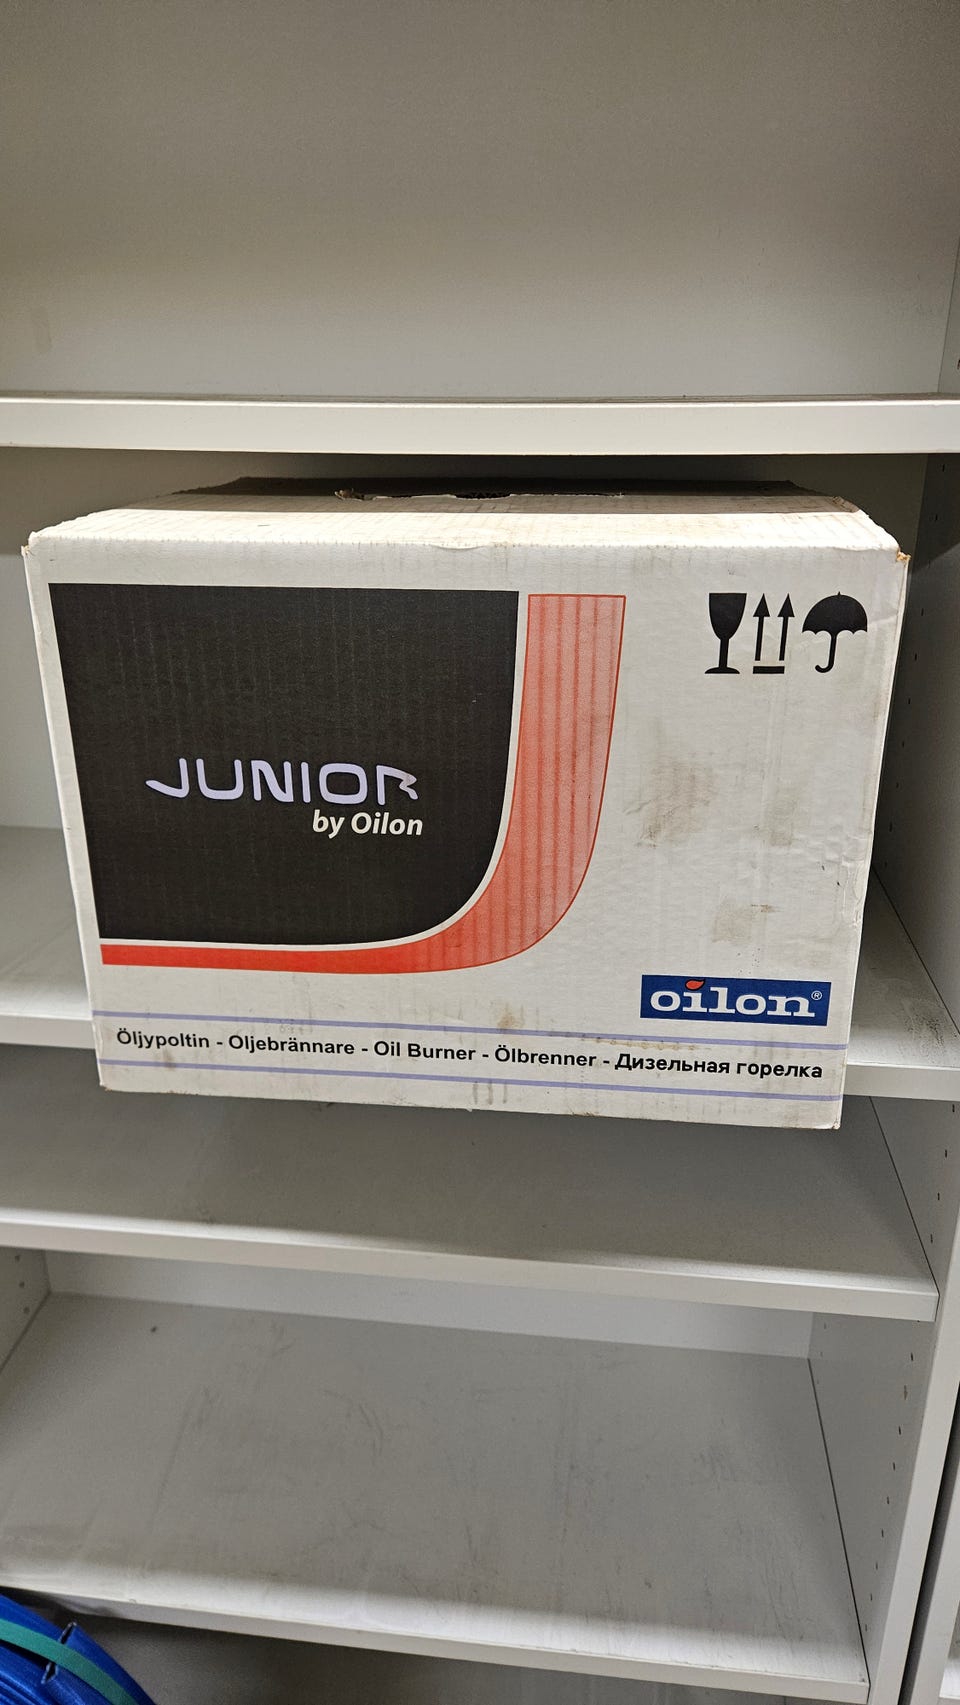 JUNIOR
by Oilon
oilon®
Öljypoltin - Oljebrännare - Oil Burner - Ölbrenner - Дизельная горелка